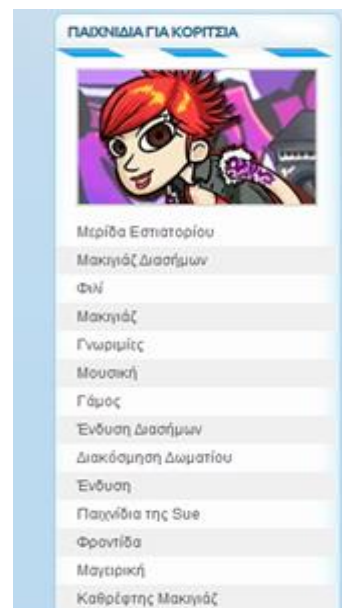 ΠΑΙΧΝΙΔΙΑ ΓΙΑ ΚΟΡΙΤΣΙΑ
Μερίδα Εστιατορίου
Μακιγιάζ Διασήμων
Φιλί
Μακιγιάζ
Γνωριμίες
Μουσική
Γάμος
Ένδυση Διασήμων
Διακόσμηση Δωματίου
Ένδυση
Παιχνίδια της Sue
Φροντίδα
Μαγειρική
Καθρέφτης Μακιγιάζ